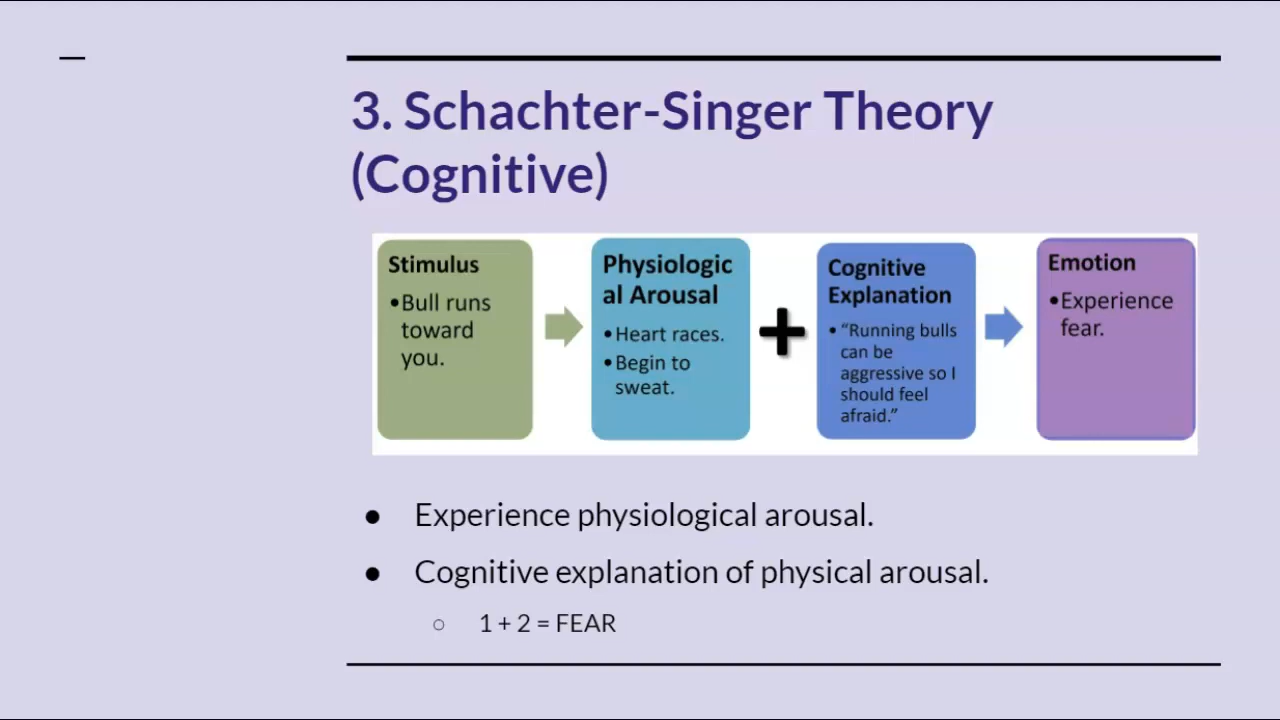 3. Schachter-Singer Theory
(Cognitive)
Stimulus
•Bull runs
toward
you.
Physiologic
al Arousal
•Heart races.
•Begin to
sweat.
+
Cognitive
Explanation
• “Running bulls
can be
aggressive so I
should feel
afraid.”
Emotion
•Experience
fear.
● Experience physiological arousal.
● Cognitive explanation of physical arousal.
○ 1 + 2 = FEAR